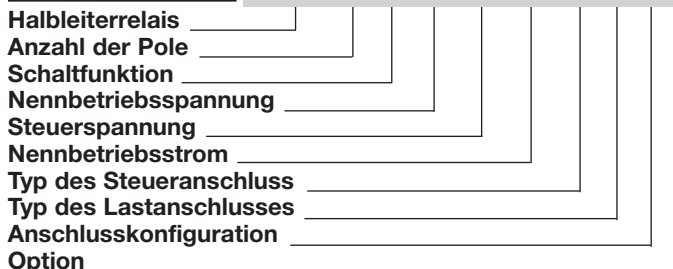 Halbleiterrelais
Anzahl der Pole
Schaltfunktion
Nennbetriebsspannung
Steuerspannung
Nennbetriebsstrom
Typ des Steueranschluss
Typ des Lastanschlusses
Anschlusskonfiguration
Option